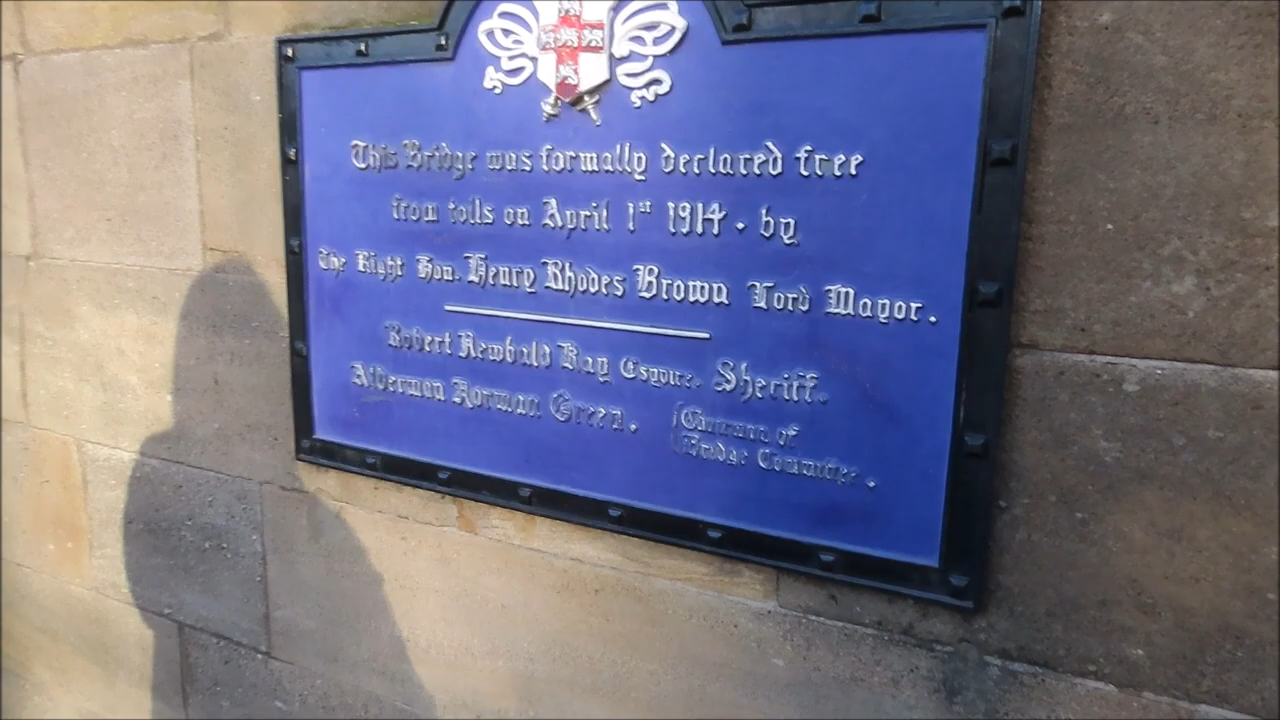 This Bridge was formally declared free
from tolls on April 1st 1914 • by
The Right Hon. Henry Rhodes Brown Lord Mayor.
Robert Newbald Kay Esquire. Sheriff.
Alderman Norman Green.
Chairman of
Bridge Committee.